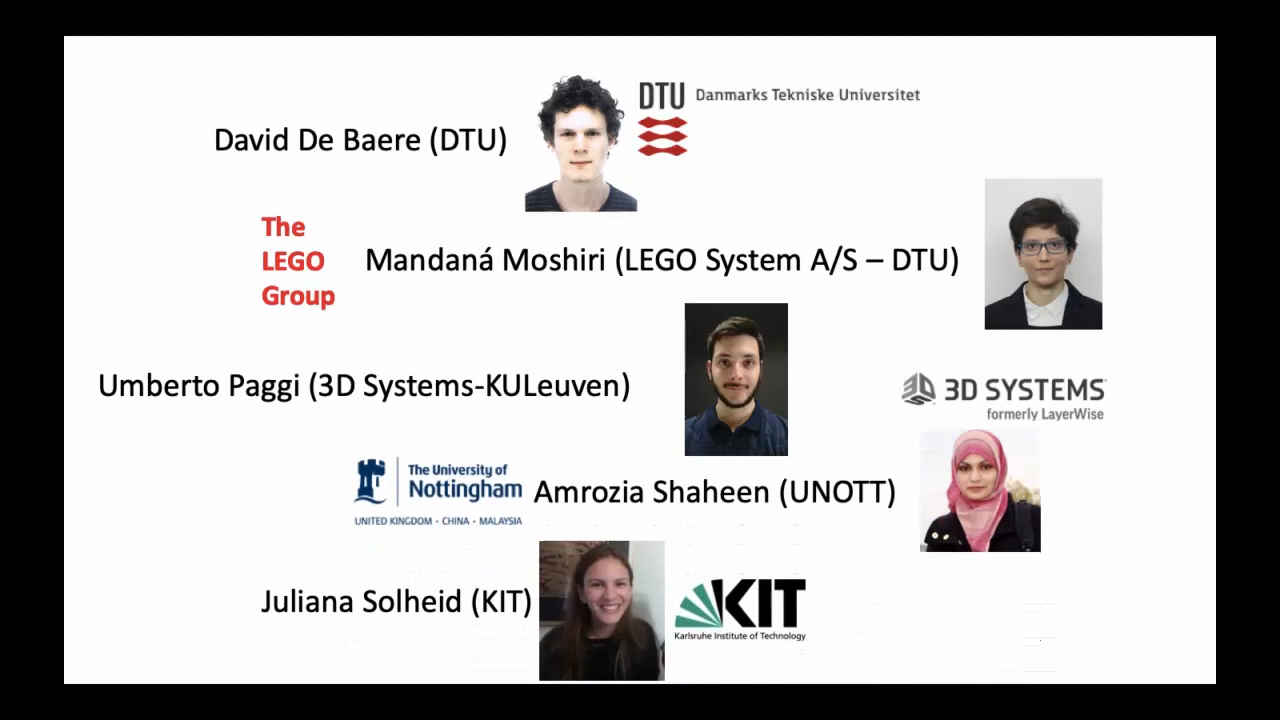 DTU Danmarks Tekniske Universitet
David De Baere (DTU)
The
LEGO
Group
Mandaná Moshiri (LEGO System A/S – DTU)
Umberto Paggi (3D Systems-KULeuven)
3D SYSTEMS
formerly LayerWise
The University of
Nottingham
UNITED KINGDOM · CHINA · MALAYSIA
Amrozia Shaheen (UNOTT)
Juliana Solheid (KIT)
KIT
Karlsruhe Institute of Technology